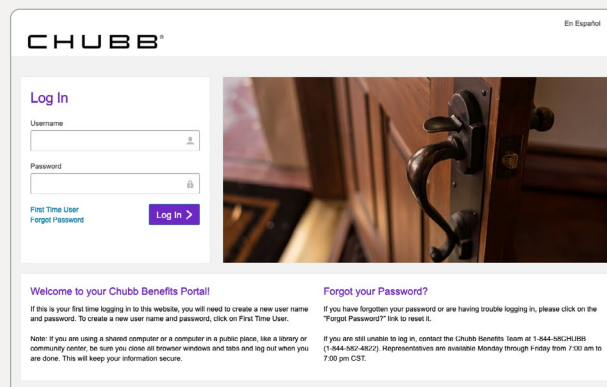 En Español
CHUBB®
Log In
Username
Password
First Time User
Forgot Password
Log In >
Welcome to your Chubb Benefits Portal!
If this is your first time logging in to this website, you will need to create a new user name
and password. To create a new user name and password, click on First Time User.
Note: If you are using a shared computer or a computer in a public place, like a library or
community center, be sure you close all browser windows and tabs and log out when you
are done. This will keep your information secure.
Forgot your Password?
If you have forgotten your password or are having trouble logging in, please click on the
"Forgot Password?" link to reset it.
If you are still unable to log in, contact the Chubb Benefits Team at 1-844-58CHUBB
(1-844-582-4822). Representatives are available Monday through Friday from 7:00 am to
7:00 pm CST.